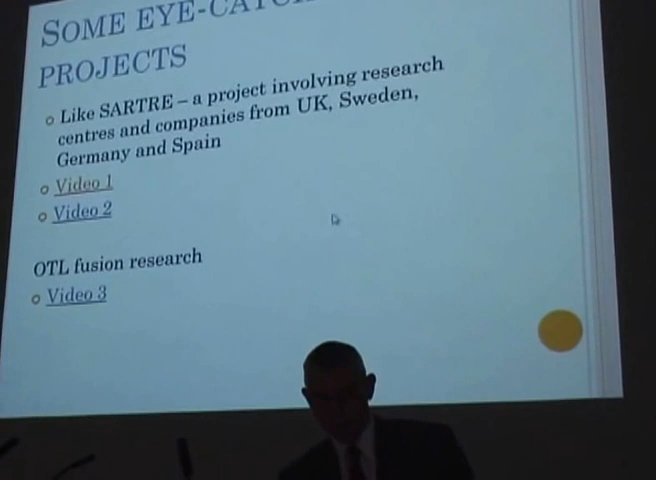 SOME EYE-CATCH
PROJECTS
Like SARTRE – a project involving research
centres and companies from UK, Sweden,
Germany and Spain
Video 1
Video 2
OTL fusion research
Video 3